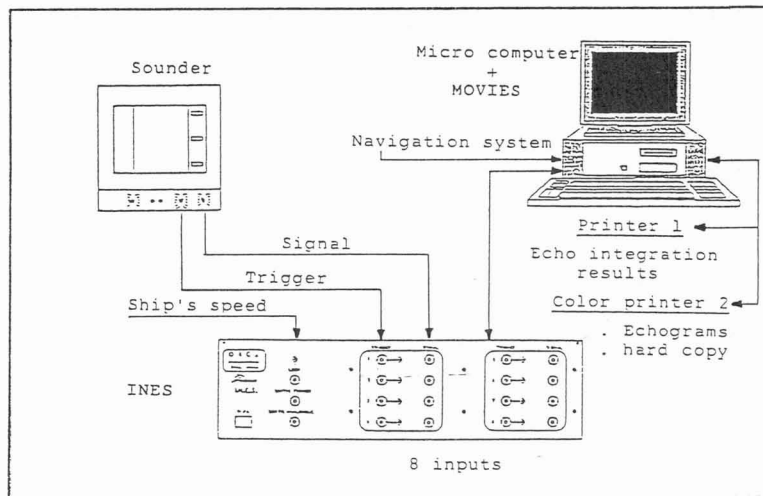 Sounder
Micro computer
+
MOVIES
Navigation system
Printer 1
Signal
Echo integration
results
Trigger
Ship's speed
Color printer 2
. Echograms
. hard copy
INES
8 inputs